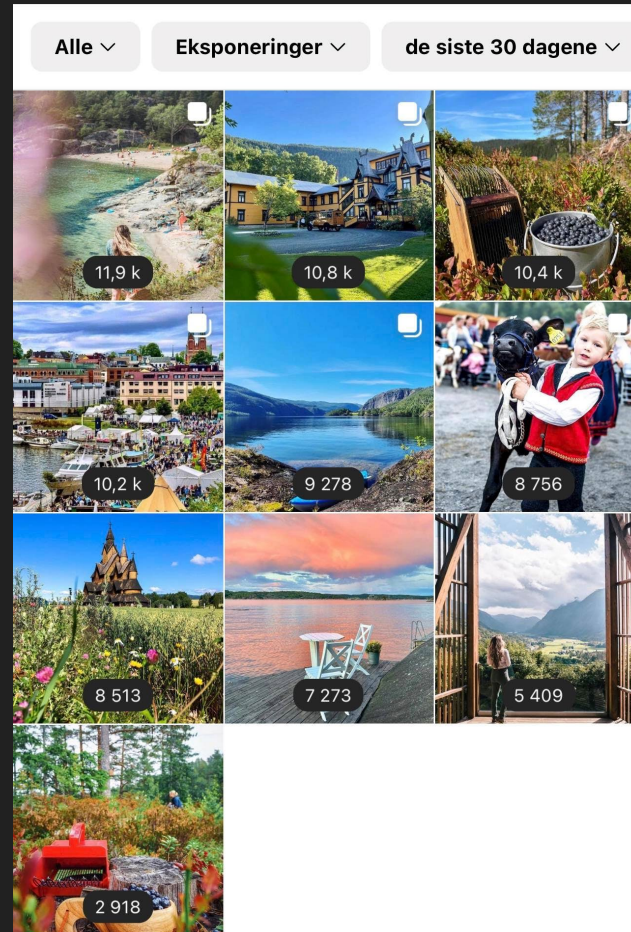 Alle
Eksponeringer
de siste 30 dagene
11,9 k
10,8 k
10,4 k
10,2 k
9 278
8 756
8 513
7 273
5 409
2 918